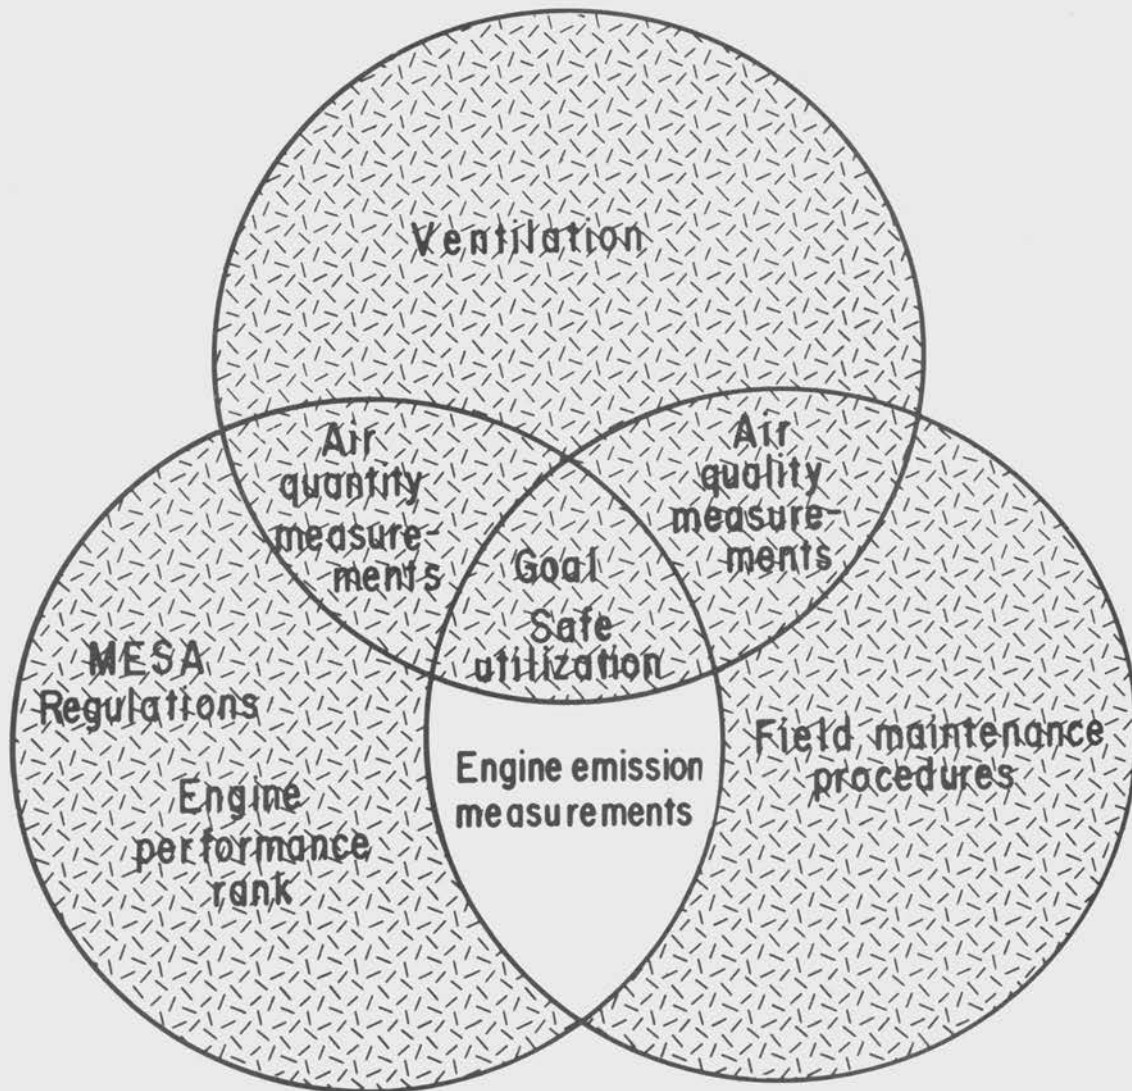 Ventilation
Air
quantity
measure-
ments
Air
quality
measure-
ments
Goal
Safe
utilization
MESA
Regulations
Engine
performance
rank
Engine emission
measurements
Field maintenance
procedures